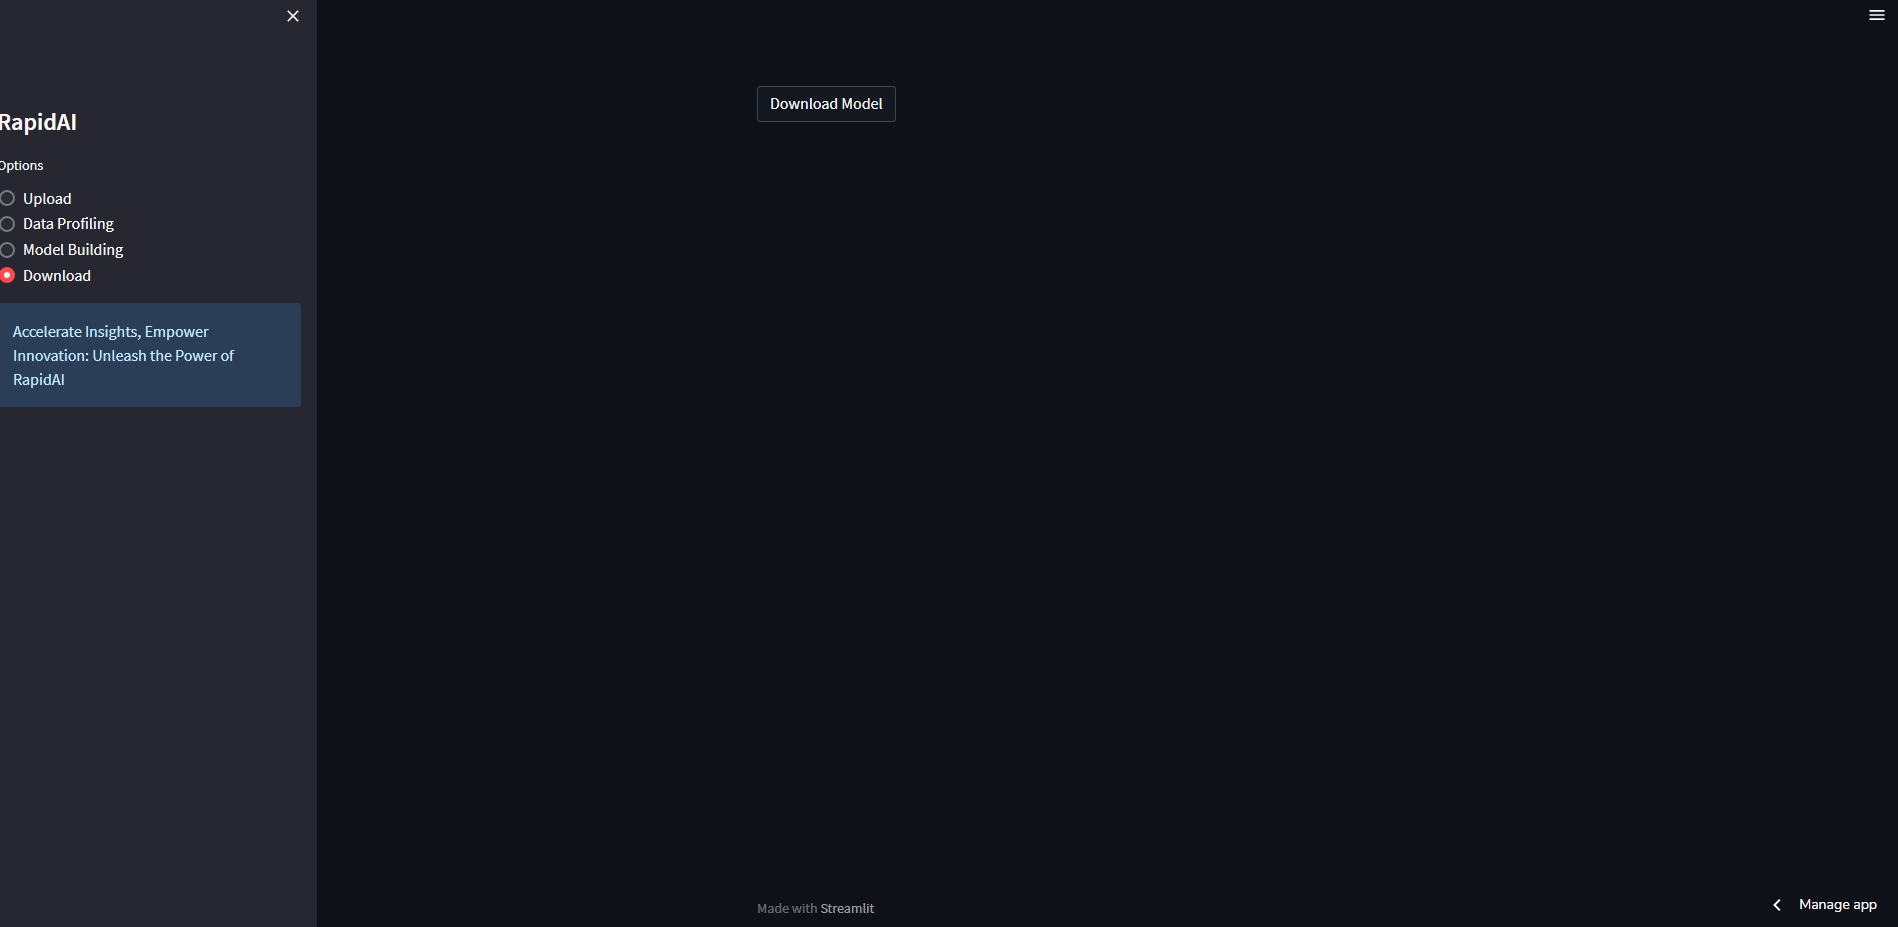 RapidAI
Options
Upload
Data Profiling
Model Building
Download
Accelerate Insights, Empower
Innovation: Unleash the Power of
RapidAI
Download Model
Made with Streamlit
Manage app